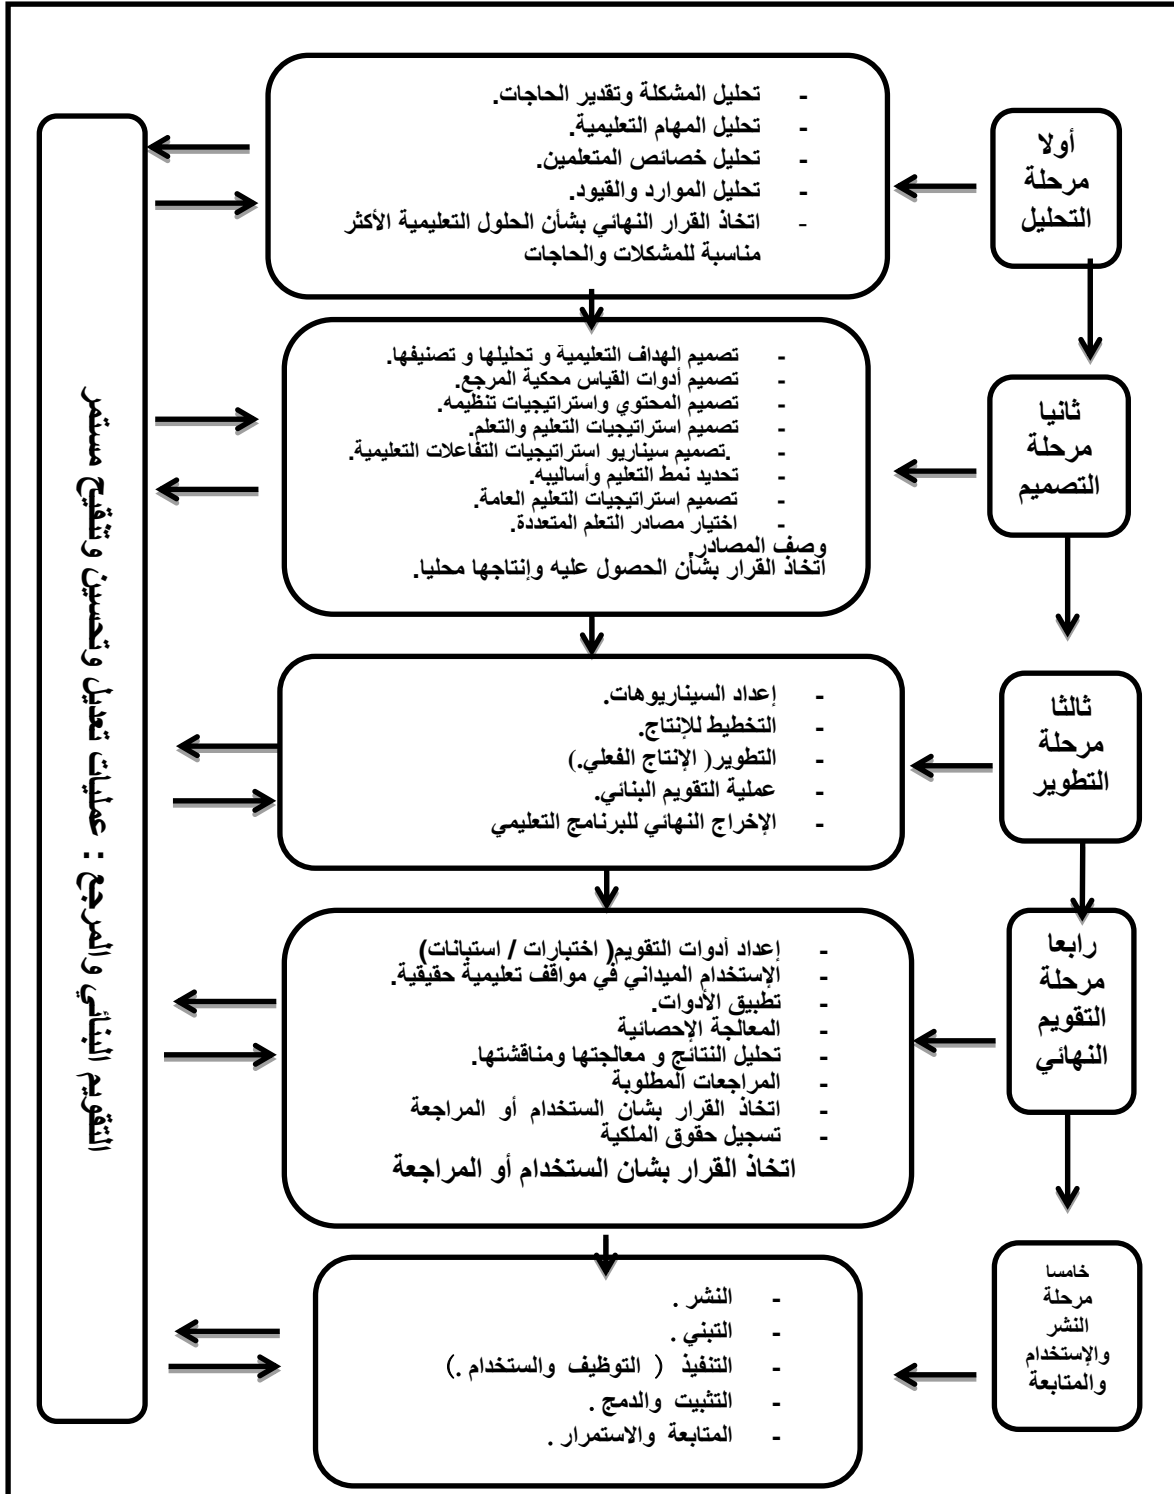 أولا
مرحلة
التحليل
- تحليل المشكلة وتقدير الحاجات.
- تحليل المهام التعليمية.
- تحليل خصائص المتعلمين.
- تحليل الموارد والقيود.
- اتخاذ القرار النهائي بشأن الحلول التعليمية الأكثر
مناسبة للمشكلات والحاجات
ثانيا
مرحلة
التصميم
- تصميم الهداف التعليمية و تحليلها و تصنيفها.
- تصميم أدوات القياس محكية المرجع.
- تصميم المحتوي واستراتيجيات تنظيمه.
- تصميم استراتيجيات التعليم والتعلم.
- .تصميم سيناريو استراتيجيات التفاعلات التعليمية.
- تحديد نمط التعليم وأساليبه.
- تصميم استراتيجيات التعليم العامة.
- اختيار مصادر التعلم المتعددة.
وصف المصادر.
اتخاذ القرار بشأن الحصول عليه وإنتاجها محليا.
ثالثا
مرحلة
التطوير
- إعداد السيناريوهات.
- التخطيط للإنتاج.
- التطوير( الإنتاج الفعلي.)
- عملية التقويم البنائي.
- الإخراج النهائي للبرنامج التعليمي
رابعا
مرحلة
التقويم
النهائي
- إعداد أدوات التقويم( اختبارات / استبانات)
- الإستخدام الميداني في مواقف تعليمية حقيقية.
- تطبيق الأدوات.
- المعالجة الإحصائية
- تحليل النتائج و معالجتها ومناقشتها.
- المراجعات المطلوبة
- اتخاذ القرار بشان الستخدام أو المراجعة
- تسجيل حقوق الملكية
اتخاذ القرار بشان الستخدام أو المراجعة
خامسا
مرحلة
النشر
والإستخدام
والمتابعة
- النشر .
- التبني .
- التنفيذ ( التوظيف والستخدام .)
- التثبيت والدمج .
- المتابعة والاستمرار .
التقويم البنائي والمرجع : عمليات تعديل وتحسين وتنقيح مستمر